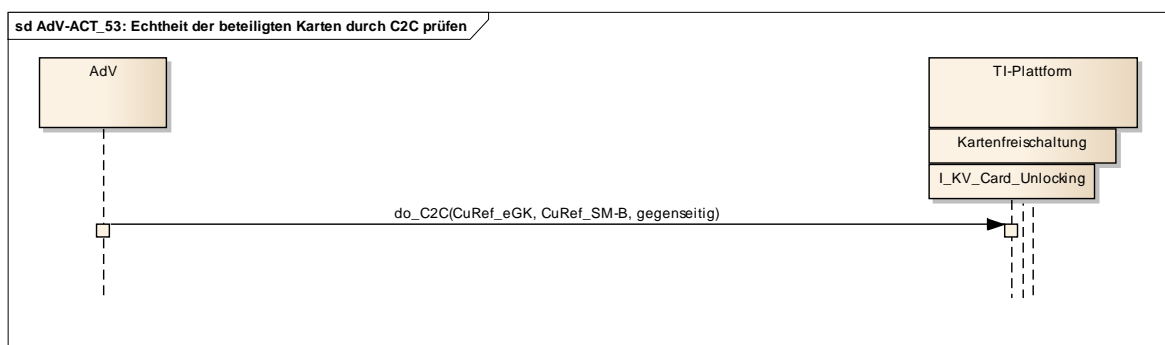 sd AdV-ACT_53: Echtheit der beteiligten Karten durch C2C prüfen
AdV
TI-Plattform
Kartenfreischaltung
I_KV_Card_Unlocking
do_C2C(CuRef_eGK, CuRef_SM-B, gegenseitig)